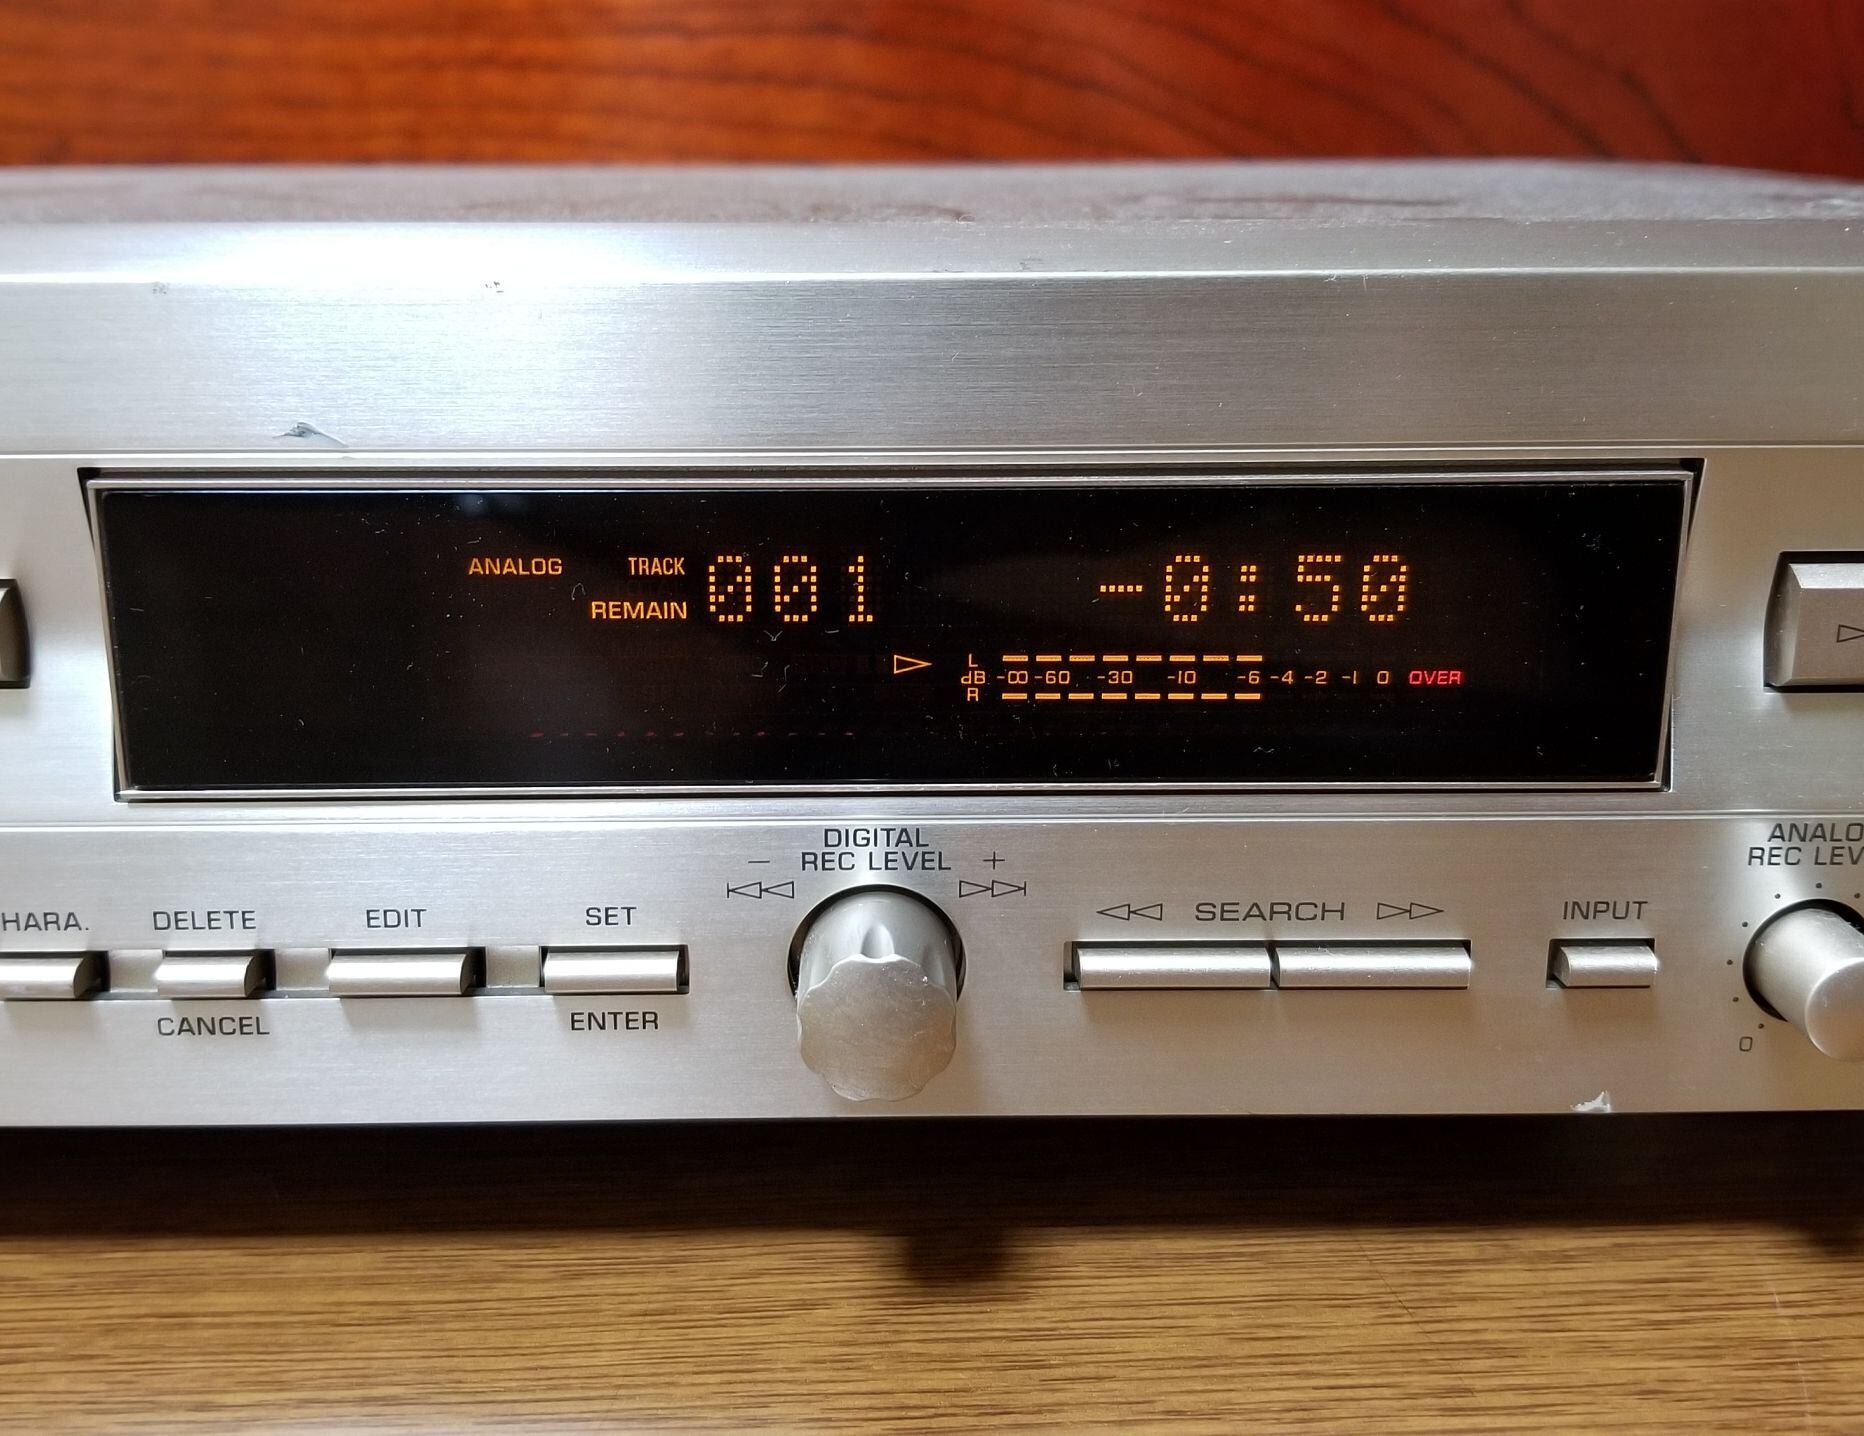 ANALOG TRACK 001 -0:50
REMAIN
L
dB -∞ -60 -30 -10 -6 -4 -2 -1 0 OVER
R
DIGITAL
REC LEVEL
- +
ANALO
REC LEV
HARA. DELETE EDIT SET SEARCH INPUT
CANCEL ENTER
0